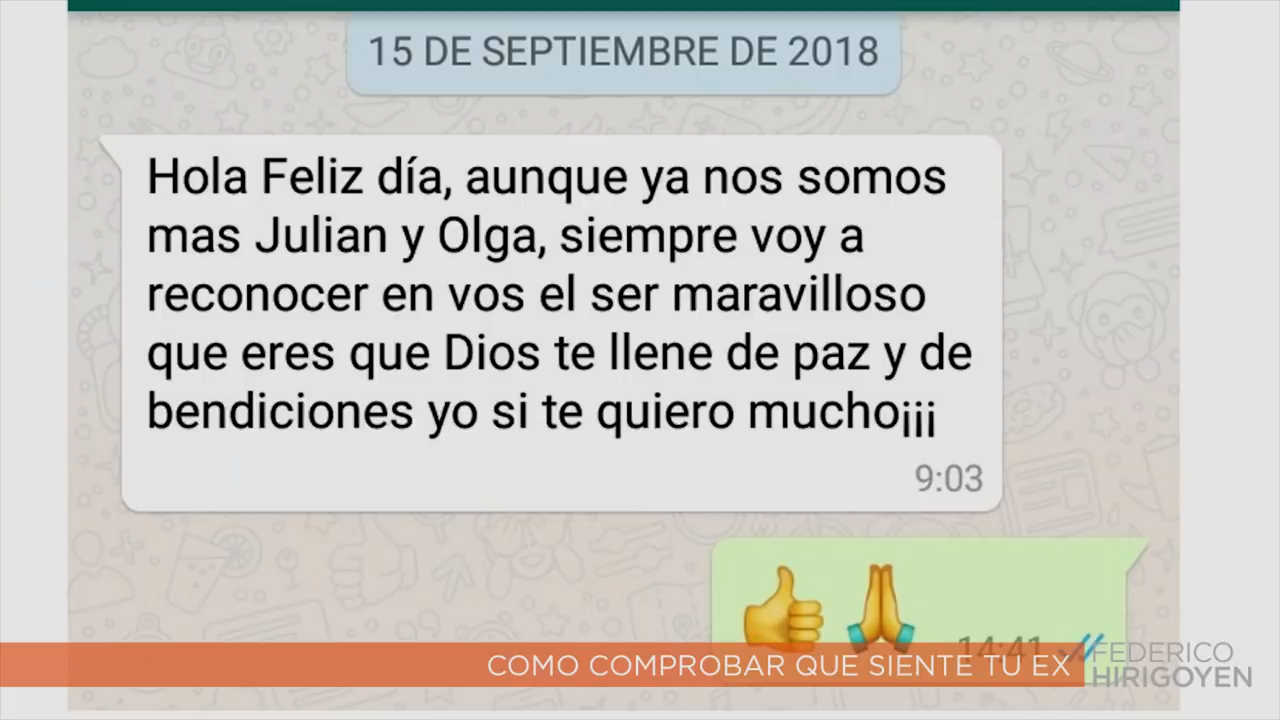 15 DE SEPTIEMBRE DE 2018
Hola Feliz día, aunque ya nos somos
mas Julian y Olga, siempre voy a
reconocer en vos el ser maravilloso
que eres que Dios te llene de paz y de
bendiciones yo si te quiero mucho¡¡¡
9:03
👍 🙏
14:41
COMO COMPROBAR QUE SIENTE TU EX
FEDERICO
HIRIGOYEN